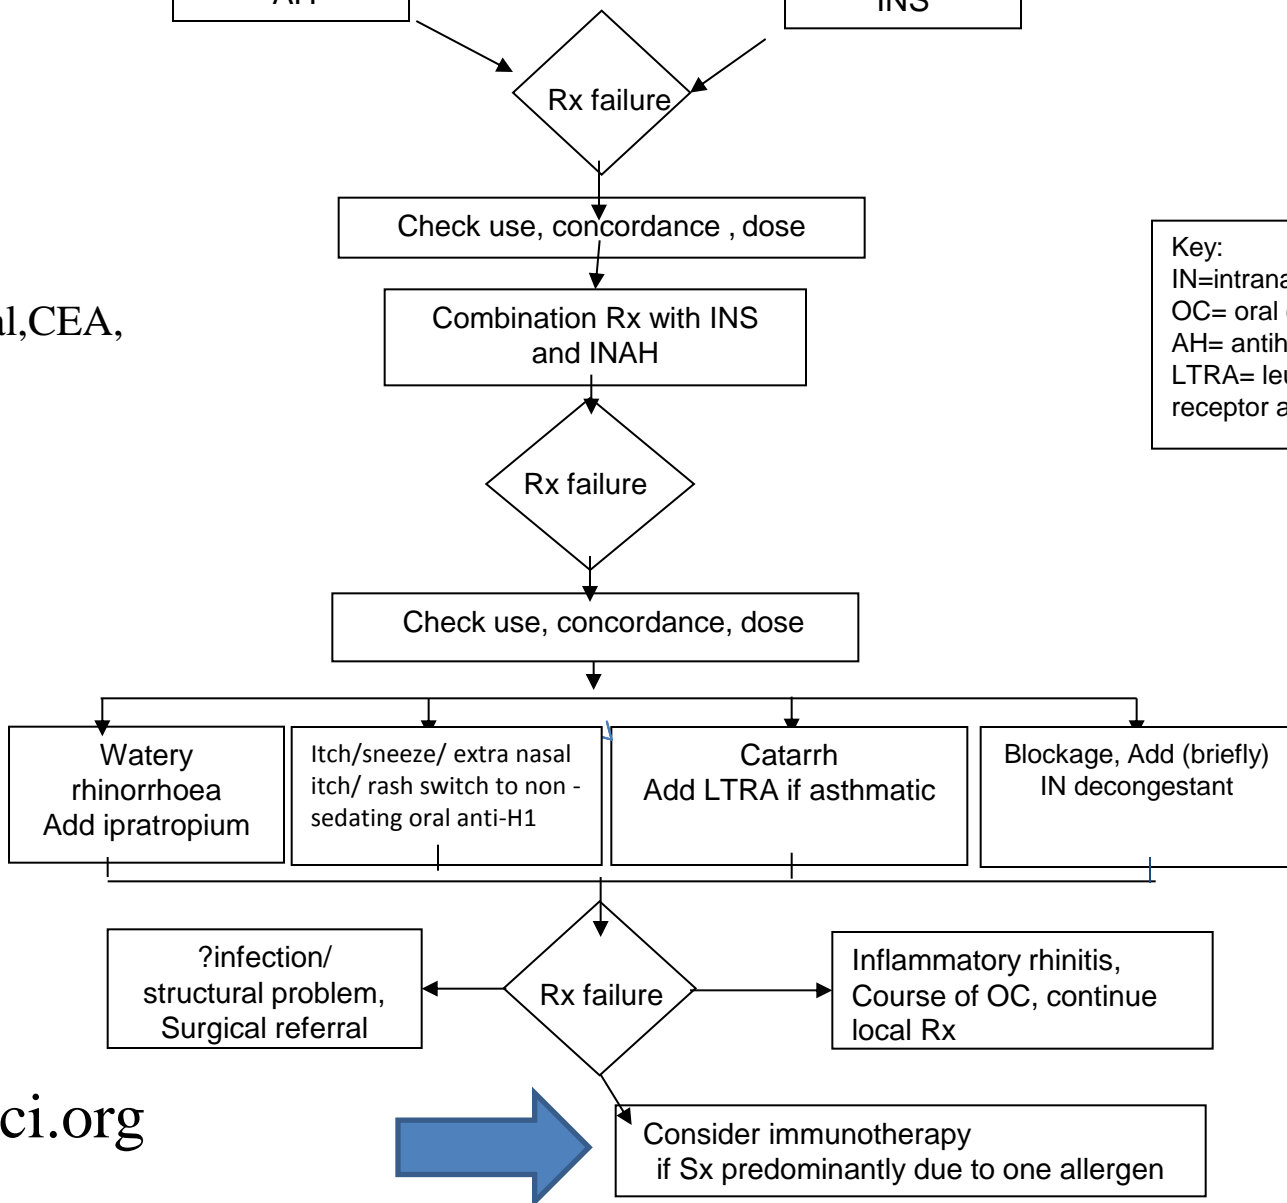 AH
INS
Rx failure
Check use, concordance , dose
al,CEA,
Combination Rx with INS
and INAH
Key:
IN=intrana
OC= oral
AH= antih
LTRA= leu
receptor a
Rx failure
Check use, concordance, dose
Watery
rhinorrhoea
Add ipratropium
Itch/sneeze/ extra nasal
itch/ rash switch to non -
sedating oral anti-H1
Catarrh
Add LTRA if asthmatic
Blockage, Add (briefly)
IN decongestant
?infection/
structural problem,
Surgical referral
Rx failure
Inflammatory rhinitis,
Course of OC, continue
local Rx
ci.org
Consider immunotherapy
if Sx predominantly due to one allergen